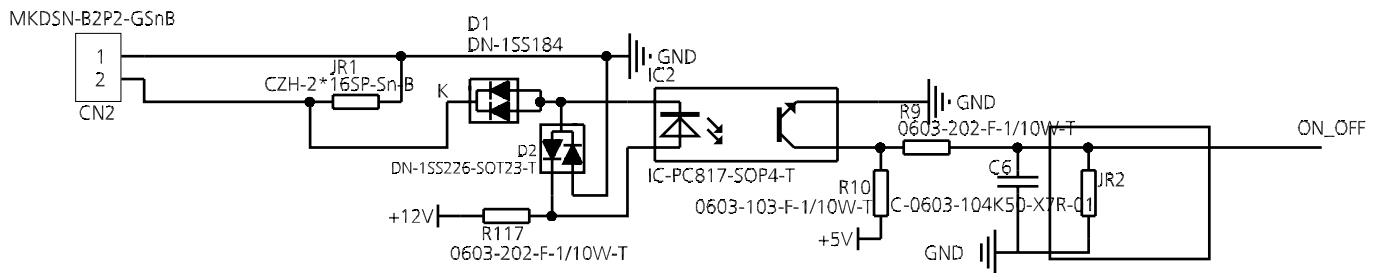 MKDSN-B2P2-GSnB
1
2
CN2
JR1
CZH-2*16SP-Sn-B
D1
DN-1SS184
K
GND
IC2
D2
DN-1SS226-SOT23-T
IC-PC817-SOP4-T
+12V
R117
0603-202-F-1/10W-T
GND
R9
0603-202-F-1/10W-T
ON_OFF
R10
0603-103-F-1/10W-T
+5V
C6
C-0603-104K50-X7R-01
JR2
GND